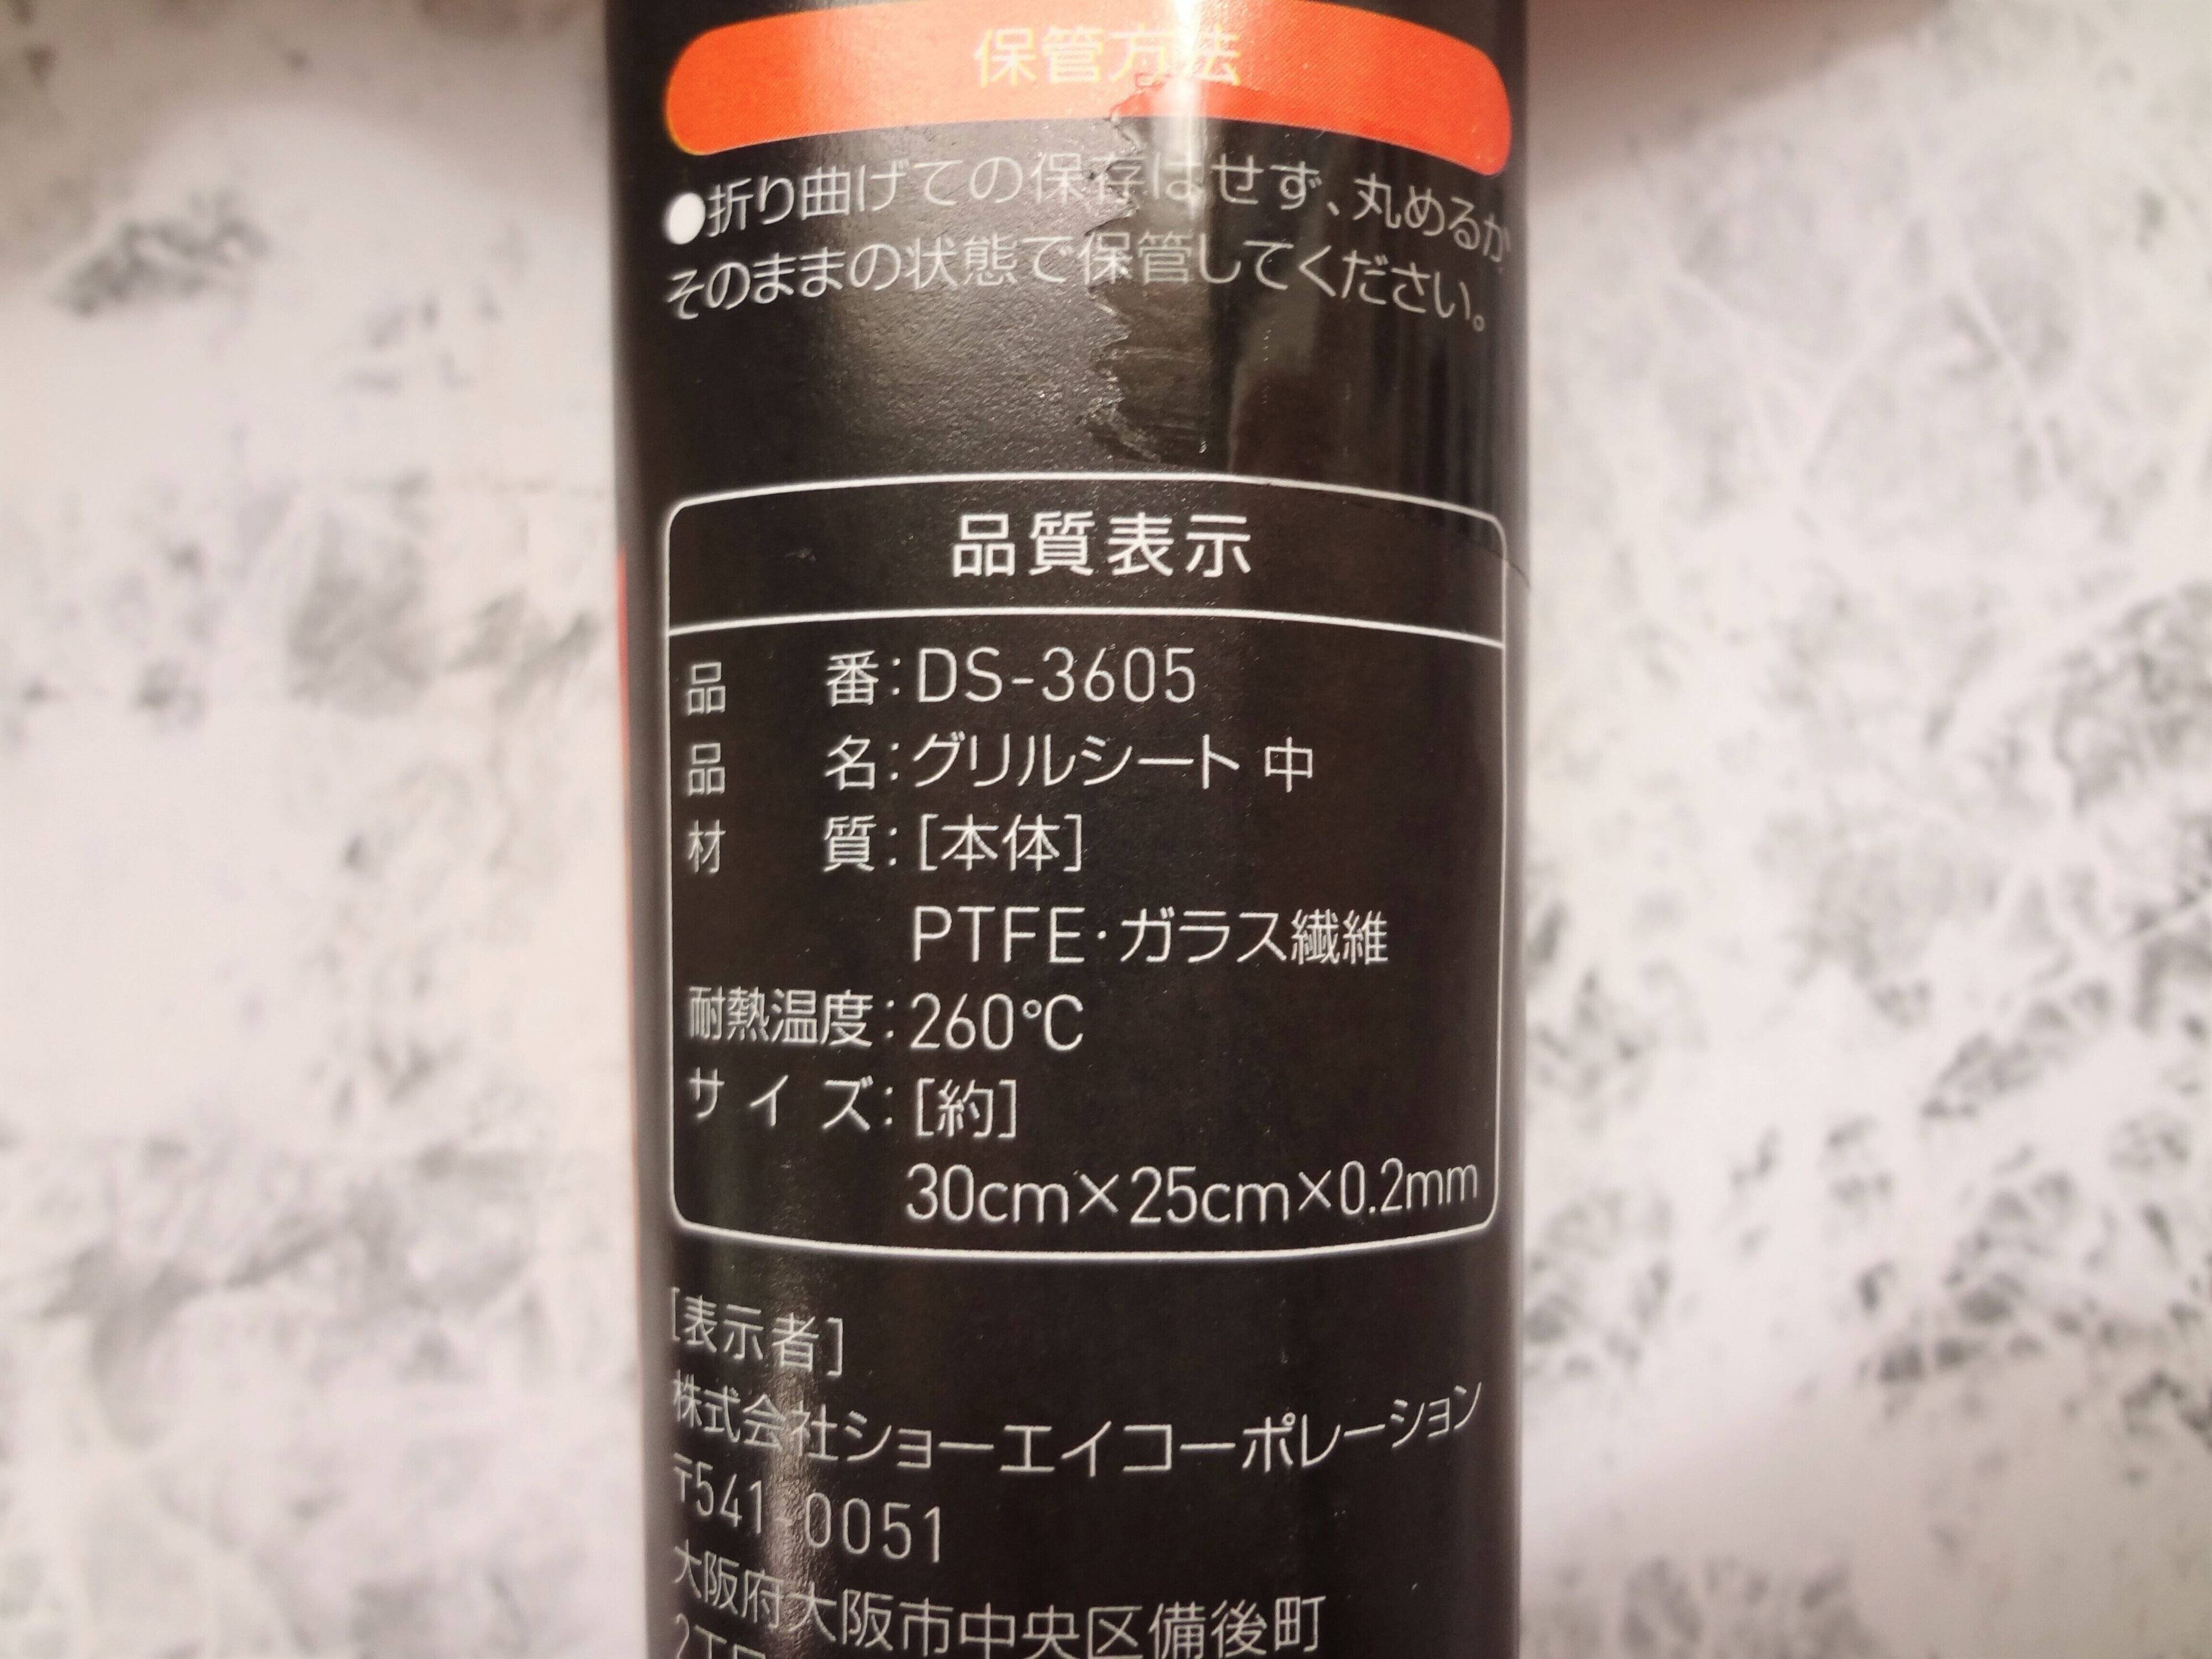 保管方法
●折り曲げての保存はせず、丸めるか
そのままの状態で保管してください。
品質表示
品 番：DS-3605
品 名：グリルシート 中
材 質：[本体]
PTFE・ガラス繊維
耐熱温度：260℃
サイズ：[約]
30cm×25cm×0.2mm
[表示者]
株式会社ショーエイコーポレーション
〒541-0051
大阪府大阪市中央区備後町